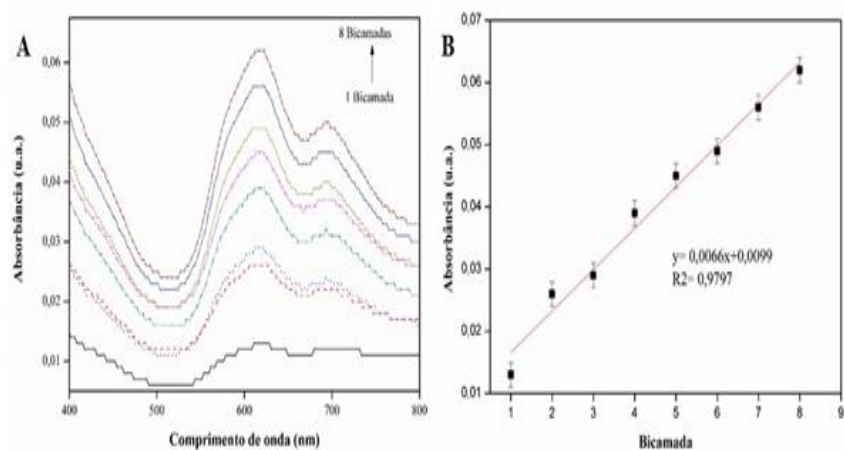 A
8 Bicamadas
1 Bicamada
Absorbância (u.a.)
0,06
0,05
0,04
0,03
0,02
0,01
400 500 600 700 800
Comprimento de onda (nm)
B
Absorbância (u.a.)
0.06
0.05
0.04
0.03
0.02
0.01
y= 0,0066x+0,0099
R2= 0,9797
1 2 3 4 5 6 7 8 9
Bicamada